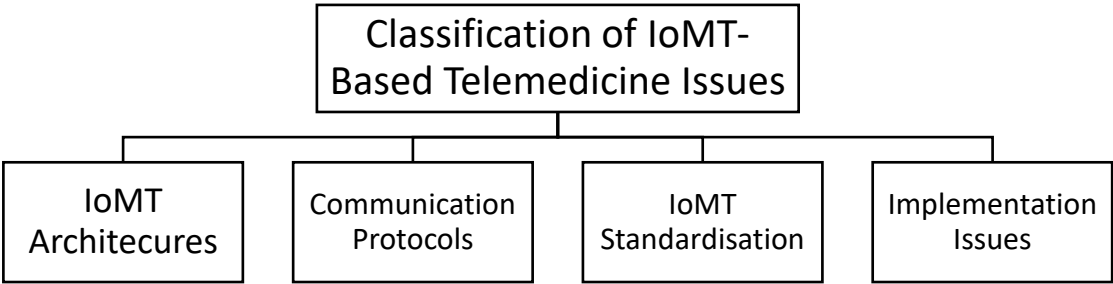 Classification of IoMT-
Based Telemedicine Issues
IoMT
Architecures
Communication
Protocols
IoMT
Standardisation
Implementation
Issues